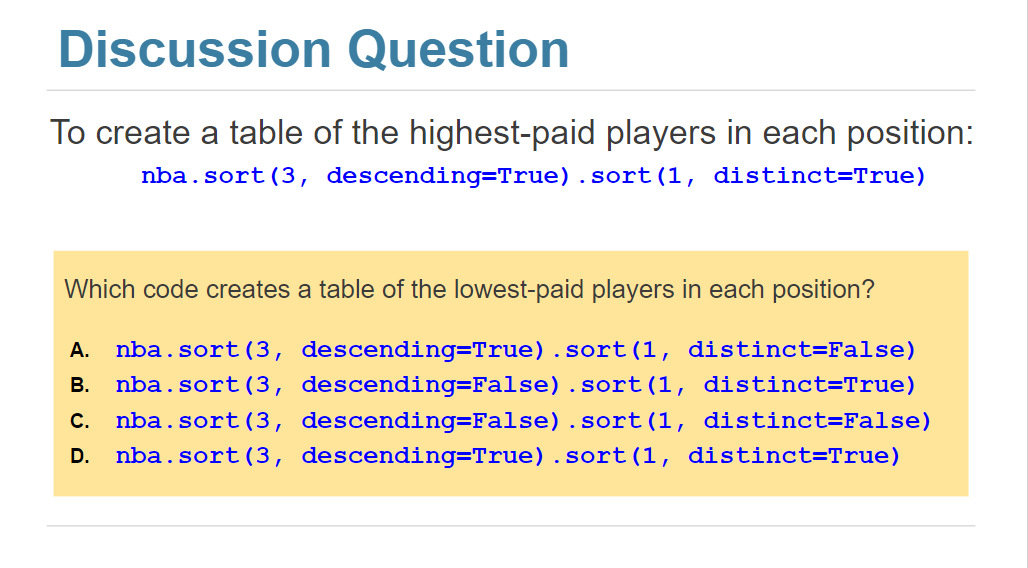 Discussion Question
To create a table of the highest-paid players in each position:
nba.sort(3, descending=True).sort(1, distinct=True)
Which code creates a table of the lowest-paid players in each position?
A. nba.sort(3, descending=True).sort(1, distinct=False)
B. nba.sort(3, descending=False).sort(1, distinct=True)
C. nba.sort(3, descending=False).sort(1, distinct=False)
D. nba.sort(3, descending=True).sort(1, distinct=True)